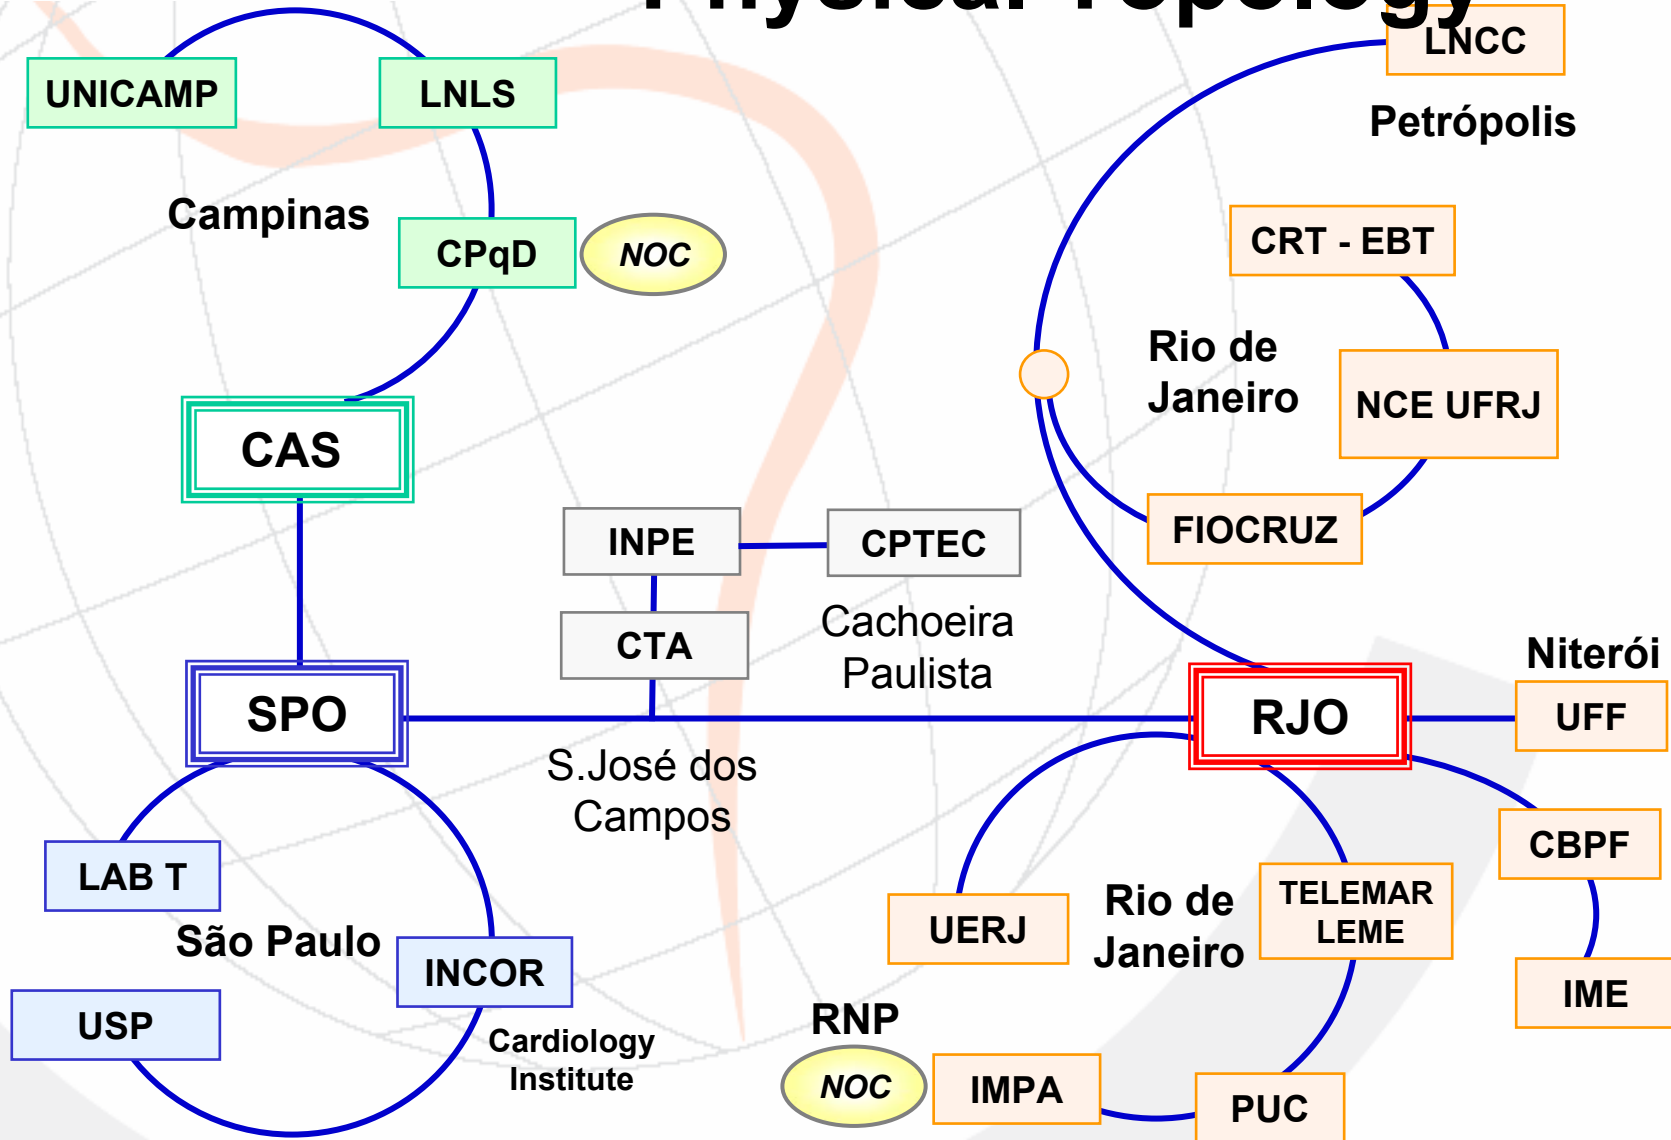 Physical Topology
LNCC
UNICAMP
LNLS
Petrópolis
Campinas
CPqD
NOC
CRT - EBT
Rio de
Janeiro
NCE UFRJ
CAS
FIOCRUZ
INPE
CPTEC
CTA
Cachoeira
Paulista
Niterói
SPO
RJO
UFF
S.José dos
Campos
LAB T
CBPF
São Paulo
UERJ
Rio de
Janeiro
TELEMAR
LEME
INCOR
IME
USP
Cardiology
Institute
RNP
NOC
IMPA
PUC